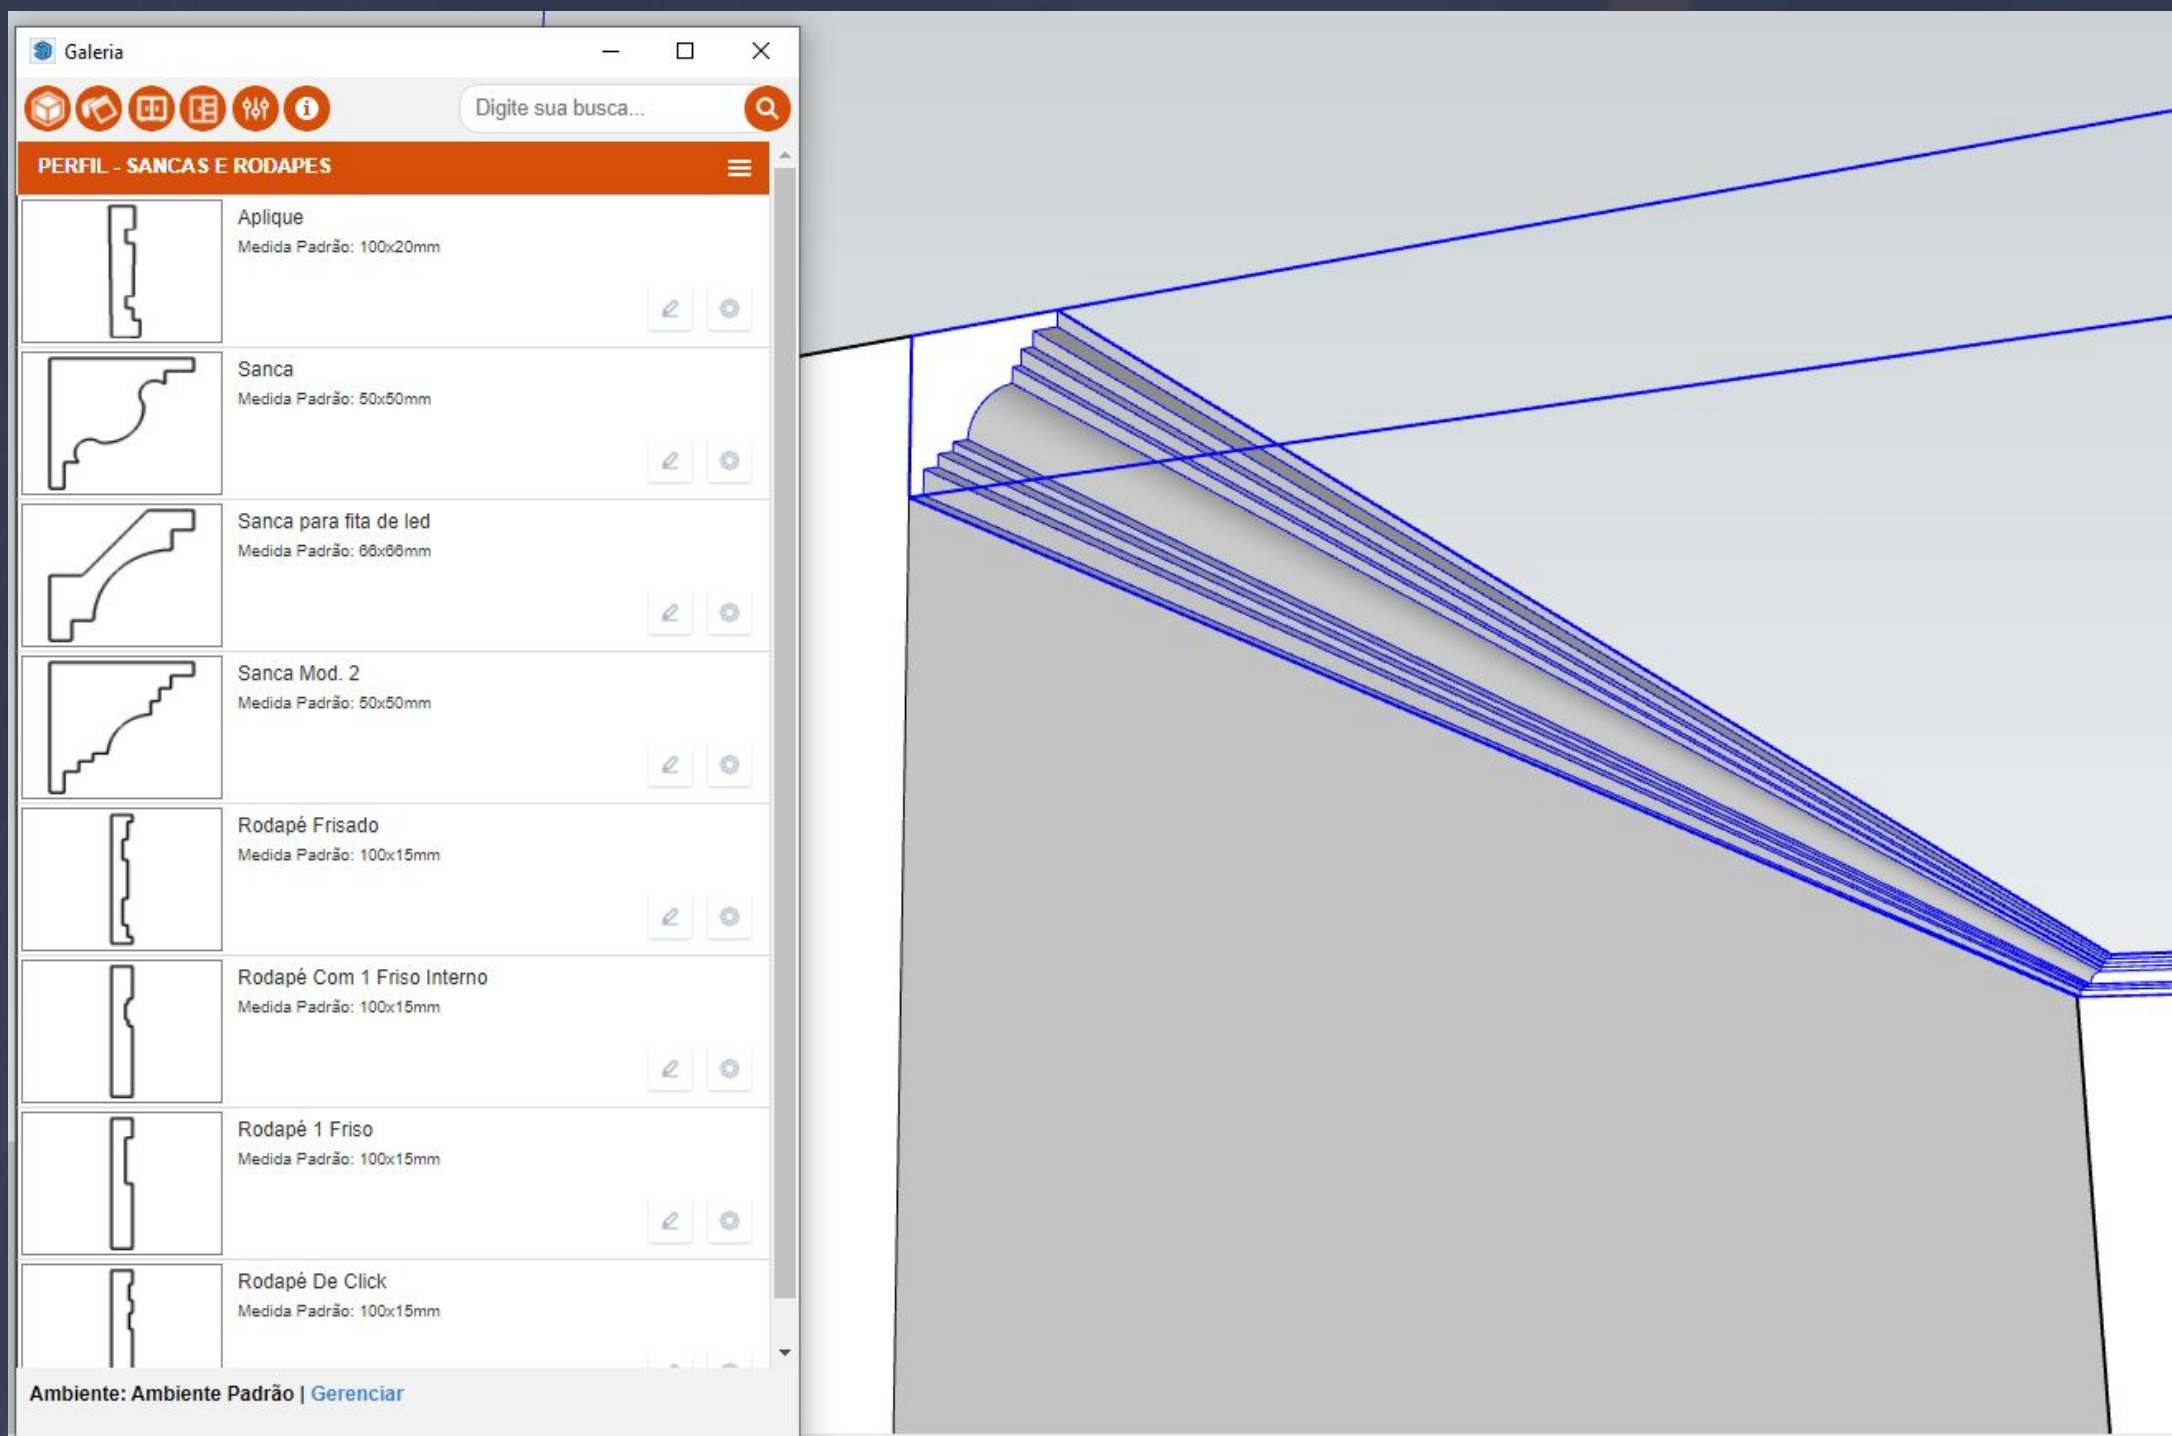 Galeria
Digite sua busca...
PERFIL - SANCAS E RODAPES
Aplique
Medida Padrão: 100x20mm
Sanca
Medida Padrão: 50x50mm
Sanca para fita de led
Medida Padrão: 66x66mm
Sanca Mod. 2
Medida Padrão: 50x50mm
Rodapé Frisado
Medida Padrão: 100x15mm
Rodapé Com 1 Friso Interno
Medida Padrão: 100x15mm
Rodapé 1 Friso
Medida Padrão: 100x15mm
Rodapé De Click
Medida Padrão: 100x15mm
Ambiente: Ambiente Padrão | Gerenciar